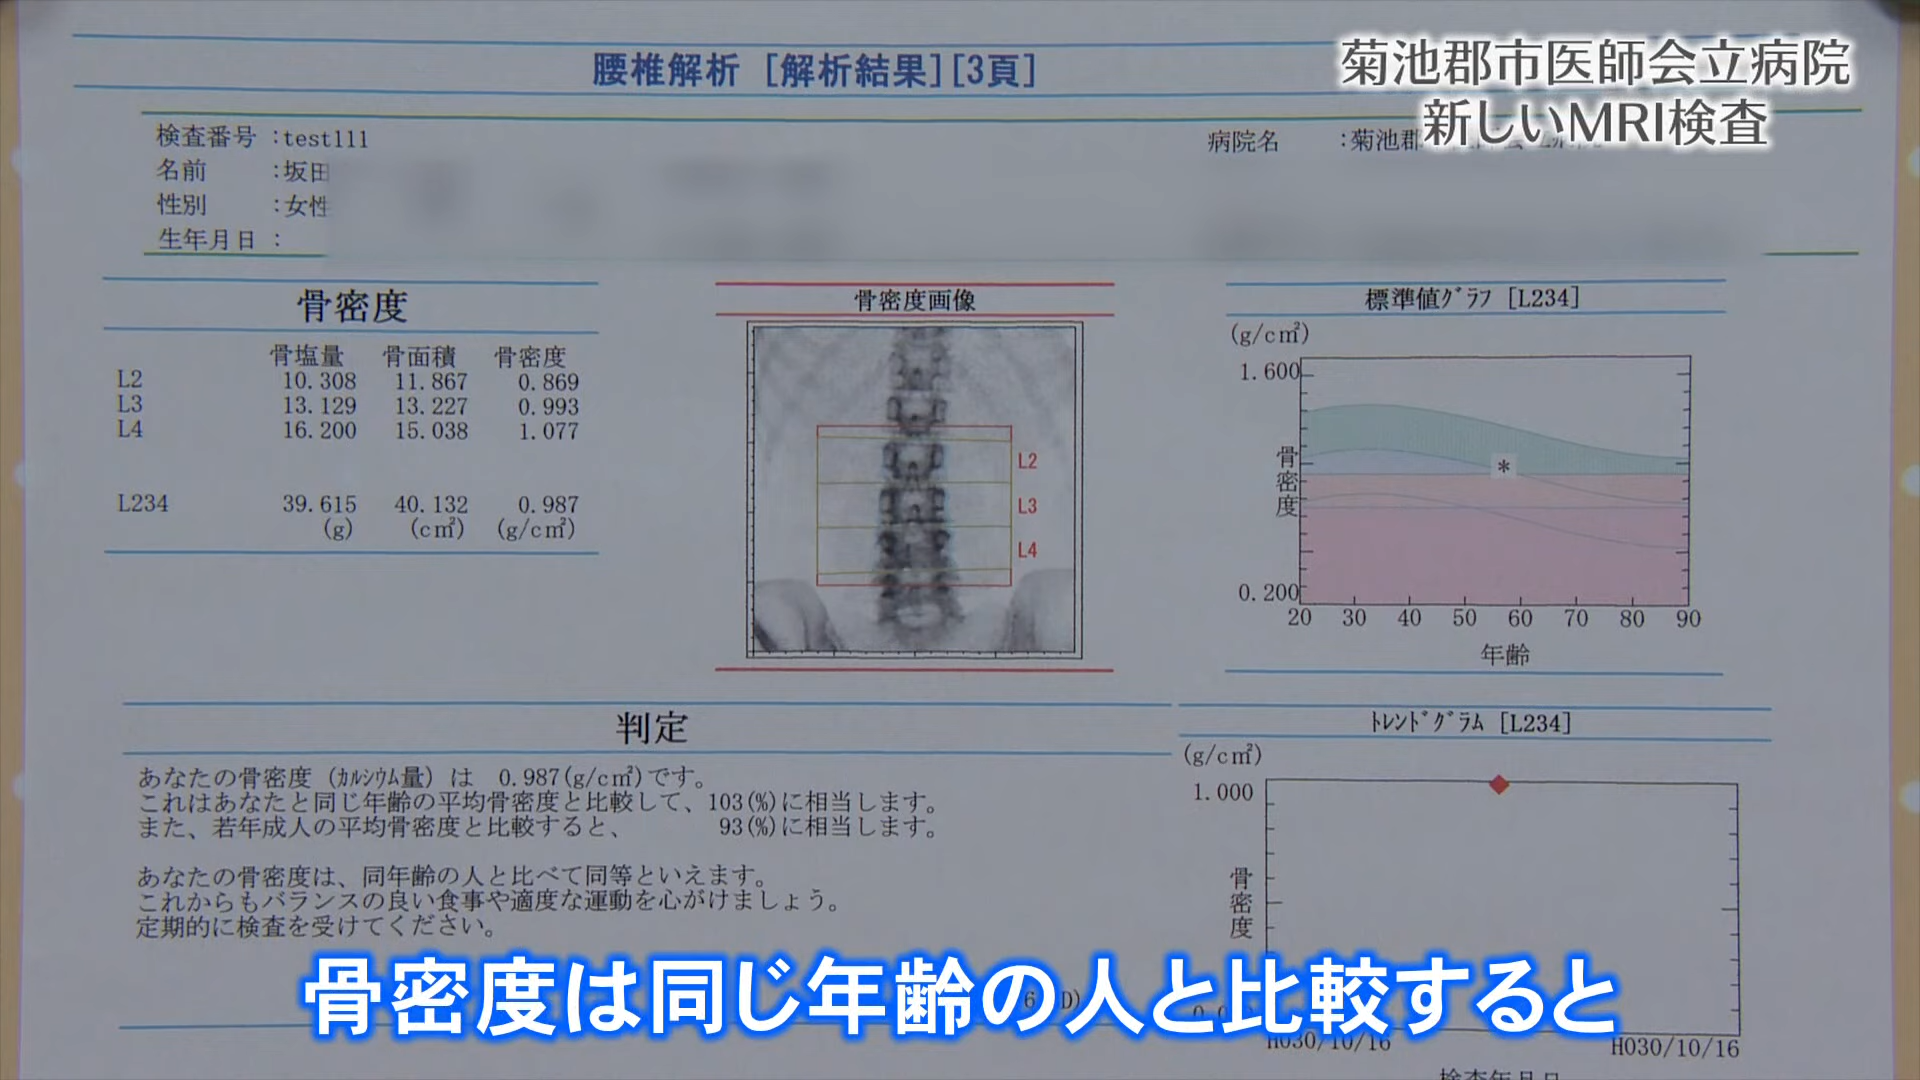 菊池郡市医師会立病院
新しいMRI検査
腰椎解析 [解析結果][3頁]
検査番号 :test111
名前 :坂田
性別 :女性
生年月日 :
病院名 :菊池郡
骨密度
骨塩量 骨面積 骨密度
L2 10.308 11.867 0.869
L3 13.129 13.227 0.993
L4 16.200 15.038 1.077
L234 39.615 40.132 0.987
(g) (c㎡) (g/c㎡)
骨密度画像
L2
L3
L4
標準値ｸﾞﾗﾌ [L234]
(g/c㎡)
1.600
骨密度
*
0.200
20 30 40 50 60 70 80 90
年齢
判定
あなたの骨密度（ｶﾙｼｳﾑ量）は 0.987(g/c㎡)です。
これはあなたと同じ年齢の平均骨密度と比較して、103(%)に相当します。
また、若年成人の平均骨密度と比較すると、 93(%)に相当します。
あなたの骨密度は、同年齢の人と比べて同等といえます。
これからもバランスの良い食事や適度な運動を心がけましょう。
定期的に検査を受けてください。
ﾄﾚﾝﾄﾞｸﾞﾗﾑ [L234]
(g/c㎡)
1.000
骨密度
H030/10/16 H030/10/16
検査年月日
骨密度は同じ年齢の人と比較すると